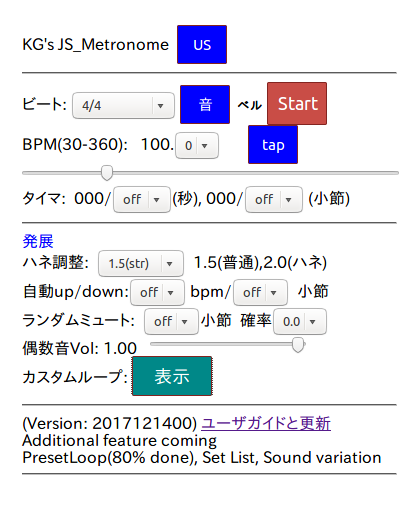 KG's JS_Metronome US
ビート: 4/4 音 ベル Start
BPM(30-360): 100. 0 tap
タイマ: 000/ off (秒), 000/ off (小節)
発展
ハネ調整: 1.5(str) 1.5(普通),2.0(ハネ)
自動up/down: off bpm/ off 小節
ランダムミュート: off 小節 確率 0.0
偶数音Vol: 1.00
カスタムループ: 表示
(Version: 2017121400) ユーザガイドと更新
Additional feature coming
PresetLoop(80% done), Set List, Sound variation